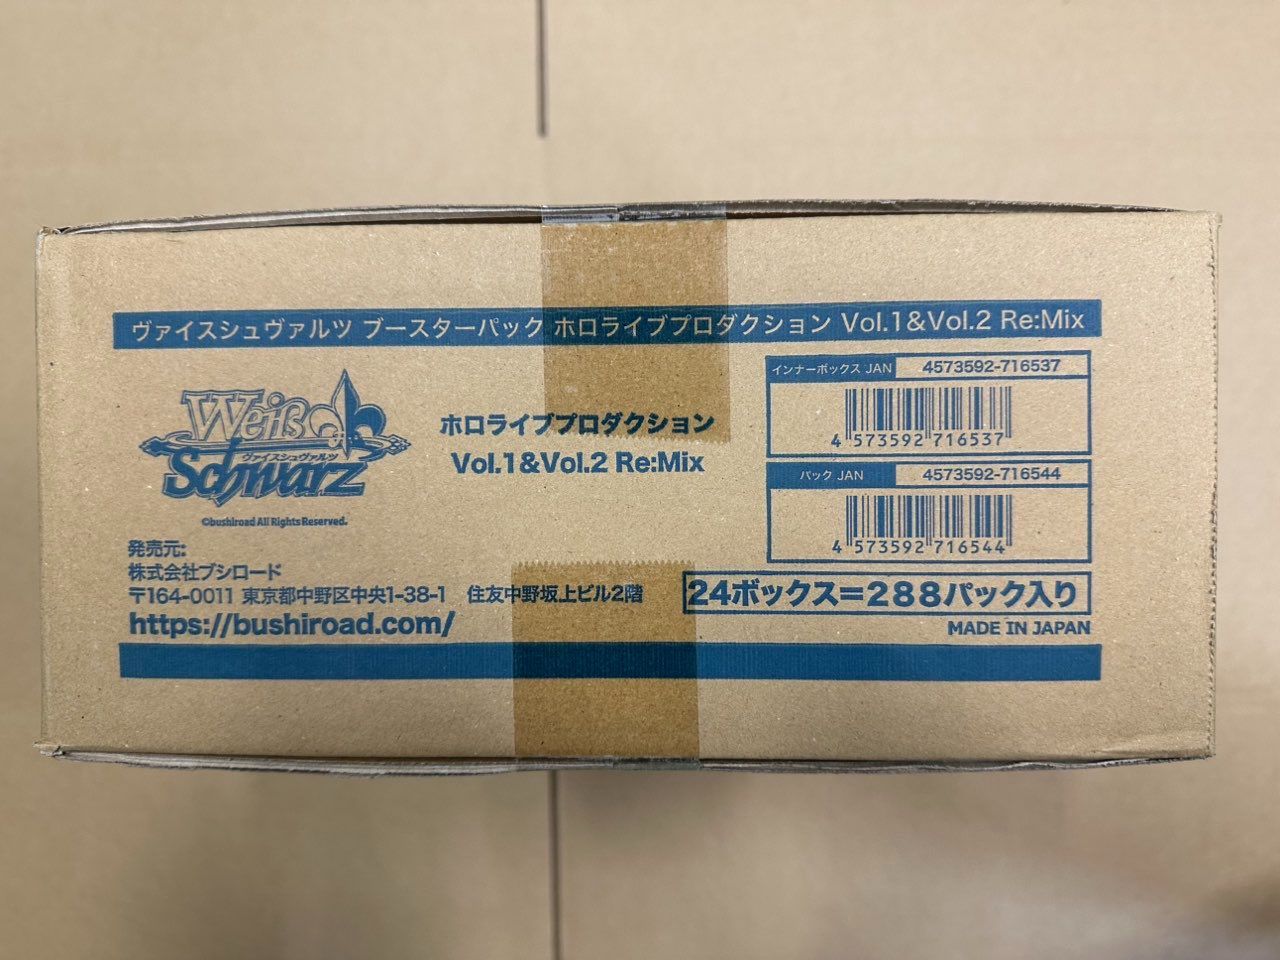 ヴァイスシュヴァルツ ブースターパック ホロライブプロダクション Vol.1&Vol.2 Re:Mix
Weiß
ヴァイスシュヴァルツ
Schwarz
©bushiroad All Rights Reserved.
ホロライブプロダクション
Vol.1&Vol.2 Re:Mix
インナーボックス JAN 4573592-716537
4 573592 716537
パック JAN 4573592-716544
4 573592 716544
発売元:
株式会社ブシロード
〒164-0011 東京都中野区中央1-38-1 住友中野坂上ビル2階
https://bushiroad.com/
24ボックス=288パック入り
MADE IN JAPAN